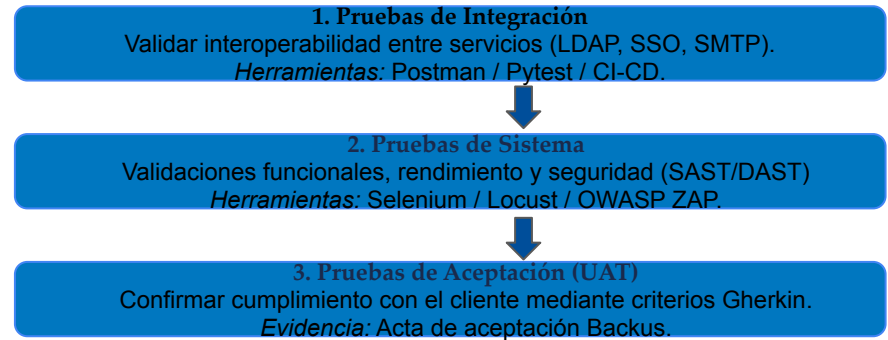 1. Pruebas de Integración
Validar interoperabilidad entre servicios (LDAP, SSO, SMTP).
Herramientas: Postman / Pytest / CI-CD.
2. Pruebas de Sistema
Validaciones funcionales, rendimiento y seguridad (SAST/DAST)
Herramientas: Selenium / Locust / OWASP ZAP.
3. Pruebas de Aceptación (UAT)
Confirmar cumplimiento con el cliente mediante criterios Gherkin.
Evidencia: Acta de aceptación Backus.